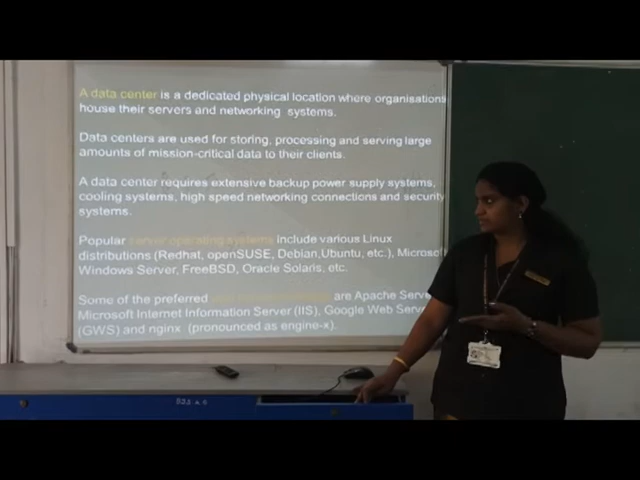 A data center is a dedicated physical location where organisations
house their servers and networking systems.
Data centers are used for storing, processing and serving large
amounts of mission-critical data to their clients.
A data center requires extensive backup power supply systems,
cooling systems, high speed networking connections and security
systems.
Popular server operating systems include various Linux
distributions (Redhat, openSUSE, Debian,Ubuntu, etc.), Microsof
Windows Server, FreeBSD, Oracle Solaris, etc.
Some of the preferred are Apache Serve
Microsoft Internet Information Server (IIS), Google Web Serve
(GWS) and nginx (pronounced as engine-x).